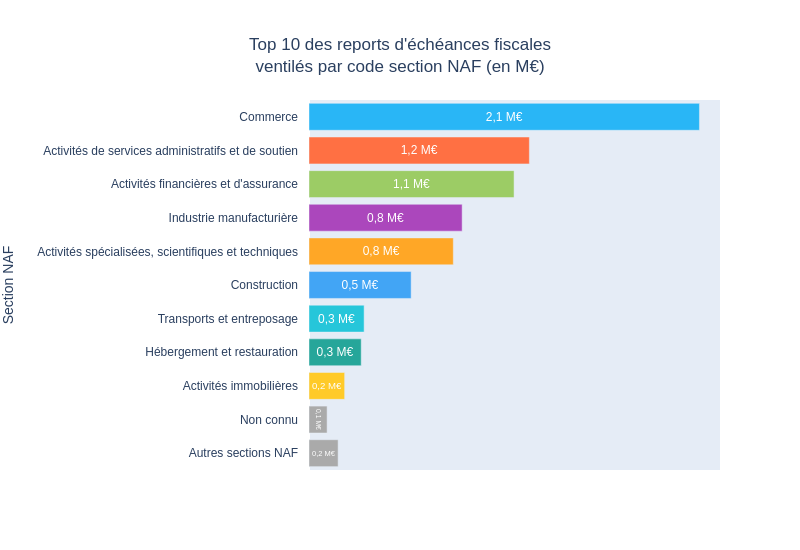 Top 10 des reports d'échéances fiscales
ventilés par code section NAF (en M€)
Section NAF
Commerce 2,1 M€
Activités de services administratifs et de soutien 1,2 M€
Activités financières et d'assurance 1,1 M€
Industrie manufacturière 0,8 M€
Activités spécialisées, scientifiques et techniques 0,8 M€
Construction 0,5 M€
Transports et entreposage 0,3 M€
Hébergement et restauration 0,3 M€
Activités immobilières 0,2 M€
Non connu 0,1 M€
Autres sections NAF 0,2 M€